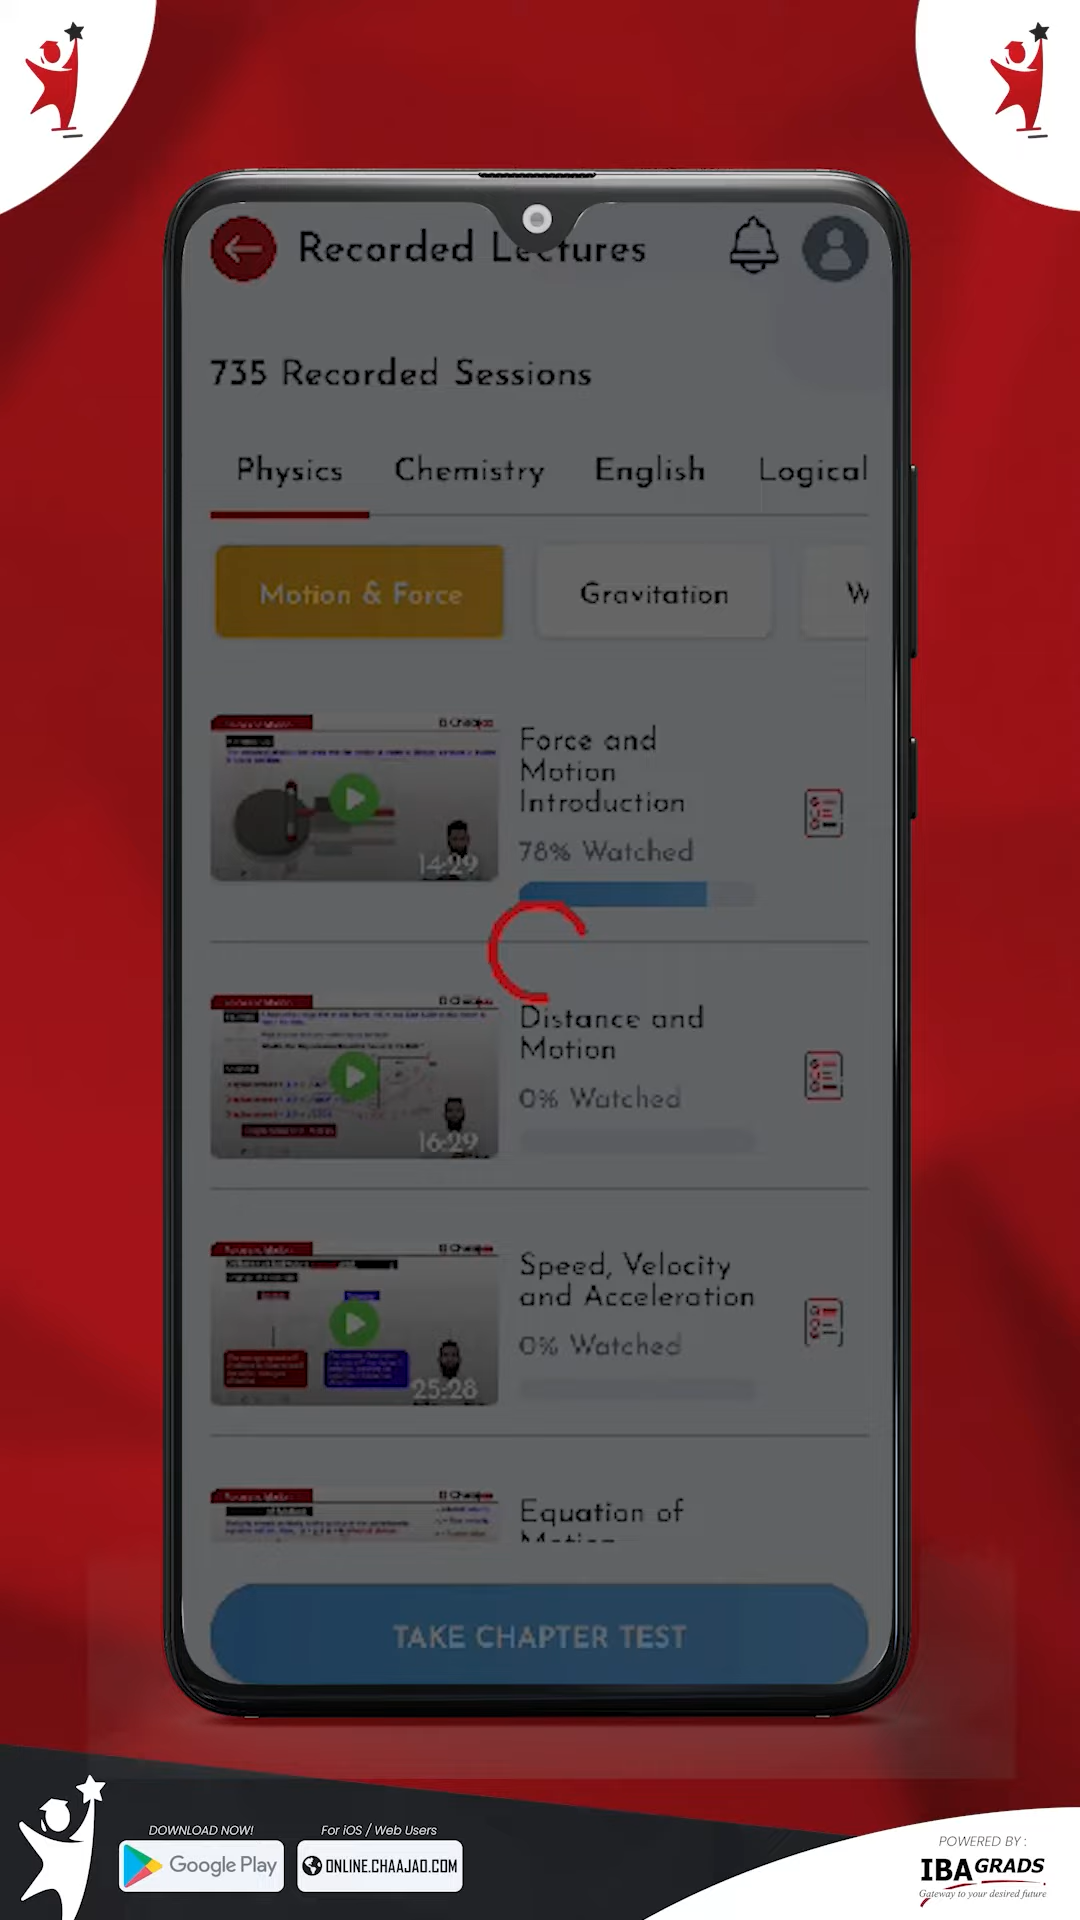 Recorded Lectures
735 Recorded Sessions
Physics Chemistry English Logical
Motion & Force Gravitation W
Force and
Motion
Introduction
78% Watched
14:29
Distance and
Motion
0% Watched
16:29
Speed, Velocity
and Acceleration
0% Watched
25:28
Equation of
Motion
TAKE CHAPTER TEST
DOWNLOAD NOW!
Google Play
For iOS / Web Users
ONLINE.CHAAJAO.COM
POWERED BY :
IBA GRADS
Gateway to your desired future